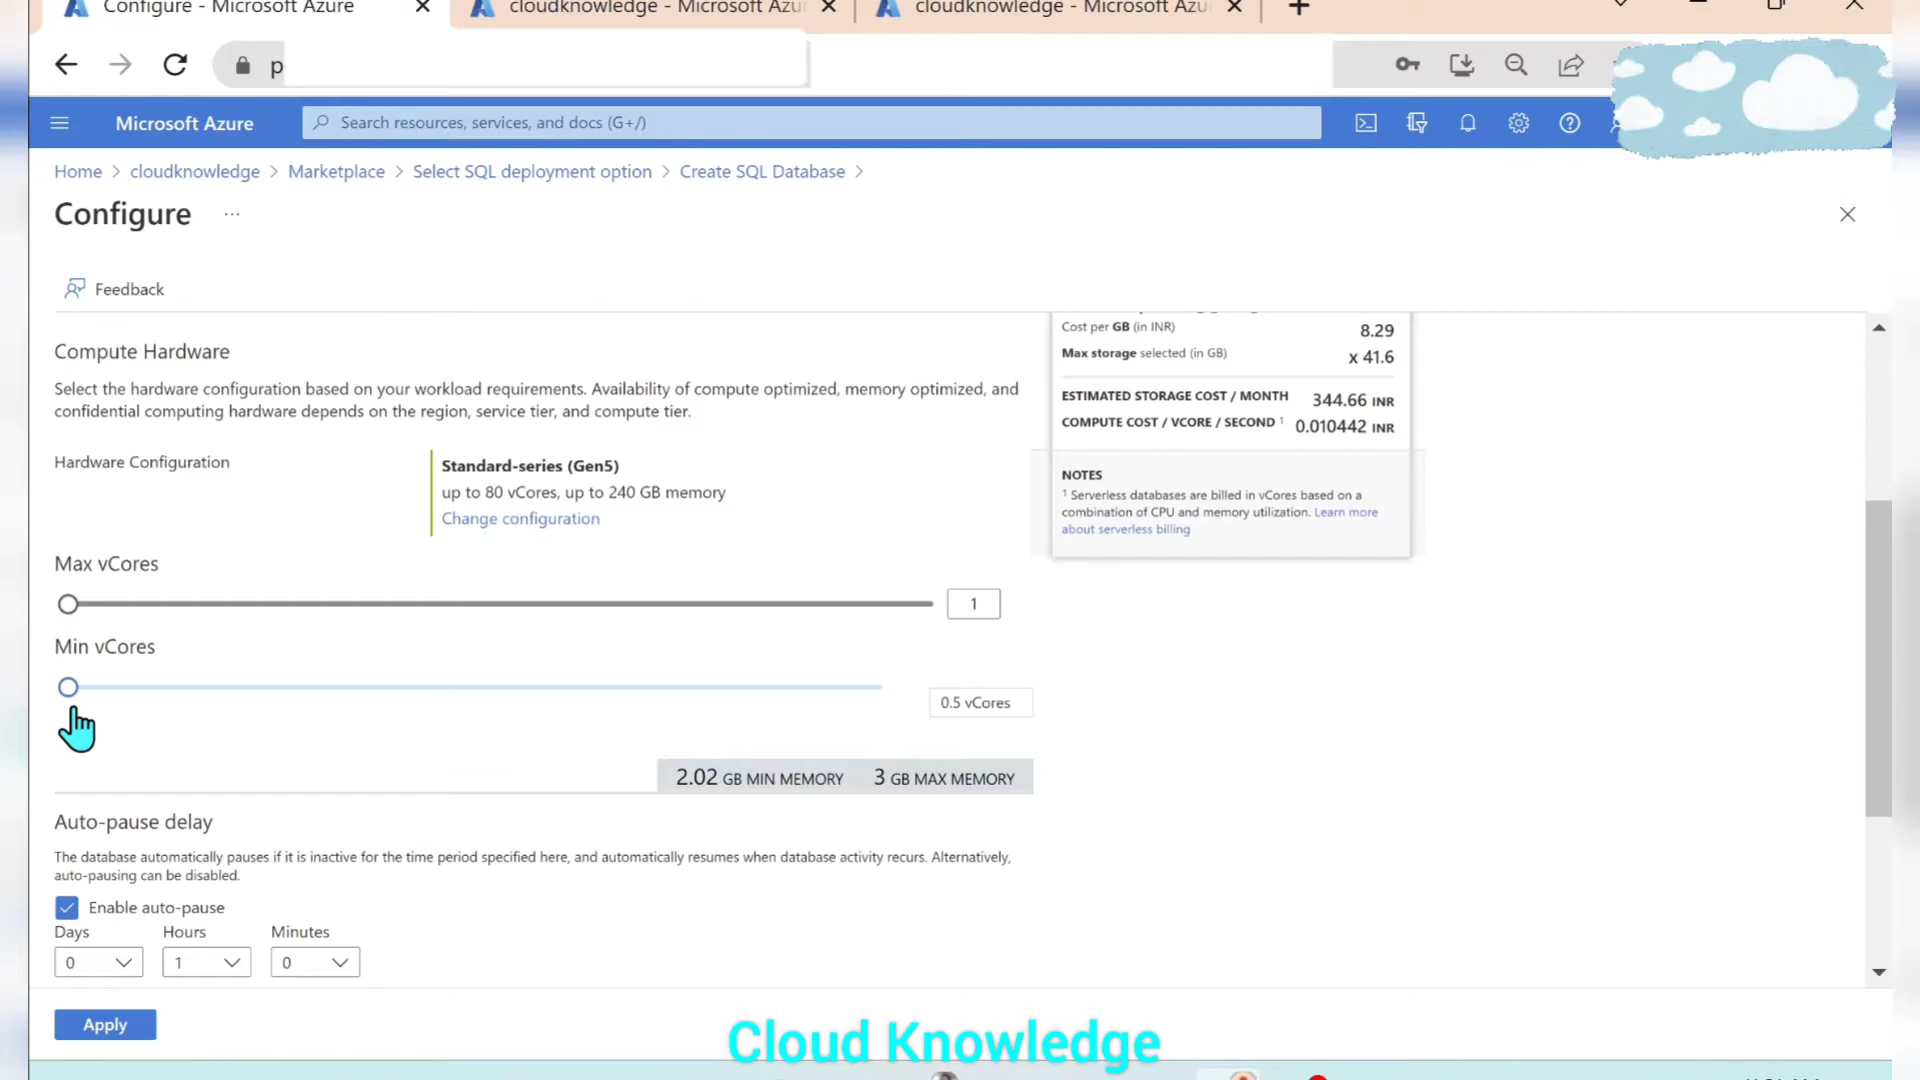 Configure - Microsoft Azure
cloudknowledge - Microsoft Azu
cloudknowledge - Microsoft Azu
p
Microsoft Azure
Search resources, services, and docs (G+/)
Home > cloudknowledge > Marketplace > Select SQL deployment option > Create SQL Database >
Configure ...
Feedback
Compute Hardware
Select the hardware configuration based on your workload requirements. Availability of compute optimized, memory optimized, and
confidential computing hardware depends on the region, service tier, and compute tier.
Hardware Configuration
Standard-series (Gen5)
up to 80 vCores, up to 240 GB memory
Change configuration
Max vCores
1
Min vCores
0.5 vCores
2.02 GB MIN MEMORY 3 GB MAX MEMORY
Auto-pause delay
The database automatically pauses if it is inactive for the time period specified here, and automatically resumes when database activity recurs. Alternatively,
auto-pausing can be disabled.
Enable auto-pause
Days Hours Minutes
0 1 0
Apply
Cost per GB (in INR) 8.29
Max storage selected (in GB) x 41.6
ESTIMATED STORAGE COST / MONTH 344.66 INR
COMPUTE COST / VCORE / SECOND 1 0.010442 INR
NOTES
1 Serverless databases are billed in vCores based on a
combination of CPU and memory utilization. Learn more
about serverless billing
Cloud Knowledge